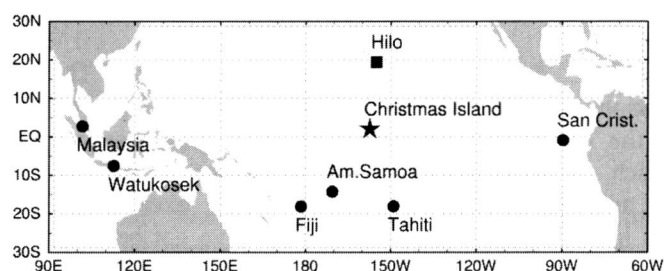 30N
Hilo
20N
10N
Christmas Island
San Crist.
EQ
Malaysia
Am.Samoa
10S
Watukosek
20S
Fiji
Tahiti
30S
90E 120E 150E 180 150W 120W 90W 60W